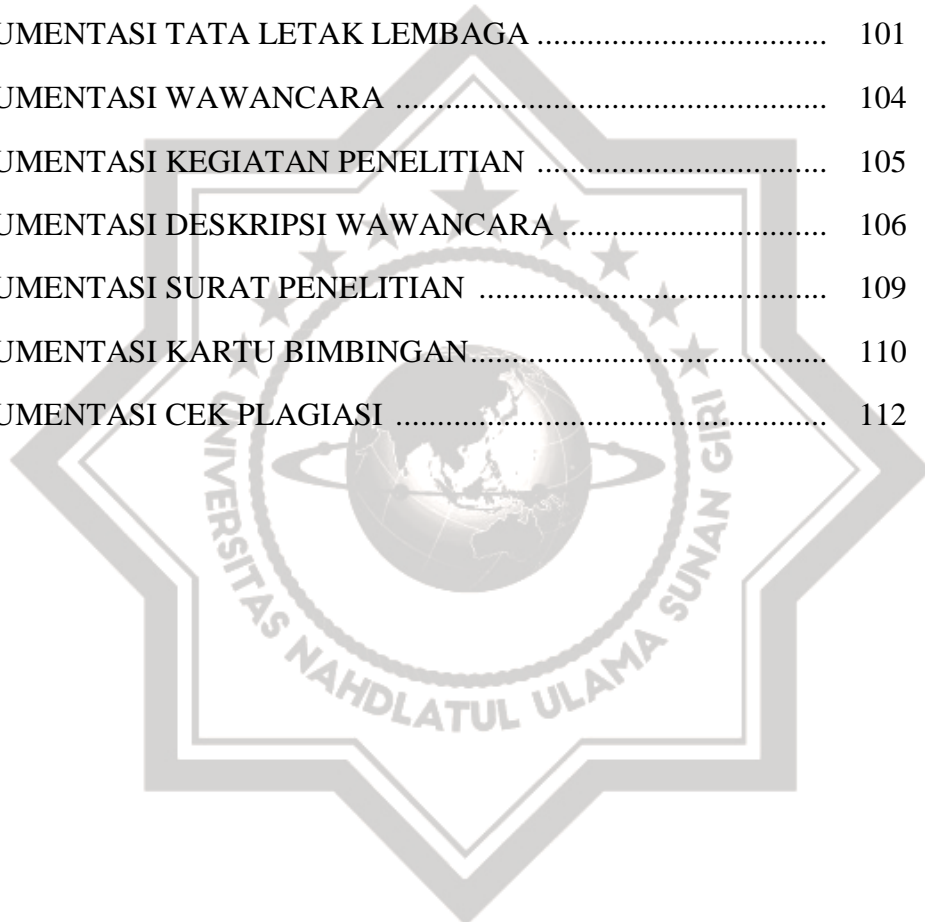 UMENTASI TATA LETAK LEMBAGA ................................ 101
UMENTASI WAWANCARA .................................................... 104
UMENTASI KEGIATAN PENELITIAN ................................... 105
UMENTASI DESKRIPSI WAWANCARA ................................ 106
UMENTASI SURAT PENELITIAN .......................................... 109
UMENTASI KARTU BIMBINGAN ........................................... 110
UMENTASI CEK PLAGIASI .................................................... 112
UNIVERSITAS NAHDLATUL ULAMA SUNAN GIRI